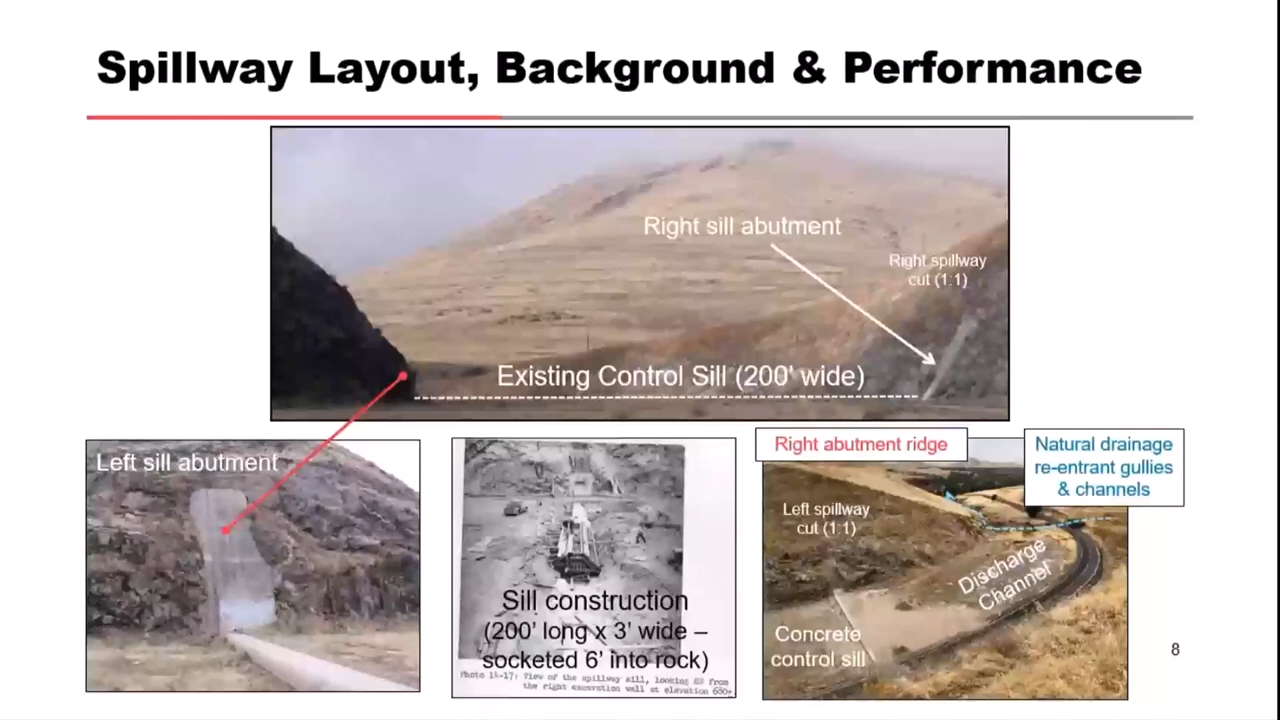 Spillway Layout, Background & Performance
Right sill abutment
Right spillway
cut (1:1)
Existing Control Sill (200' wide)
Left sill abutment
Sill construction
(200' long x 3' wide –
socketed 6' into rock)
Photo 14-17: View of the spillway sill, looking SE from
the right excavation wall at elevation 680+
Right abutment ridge
Natural drainage
re-entrant gullies
& channels
Left spillway
cut (1:1)
Discharge
Channel
Concrete
control sill
8